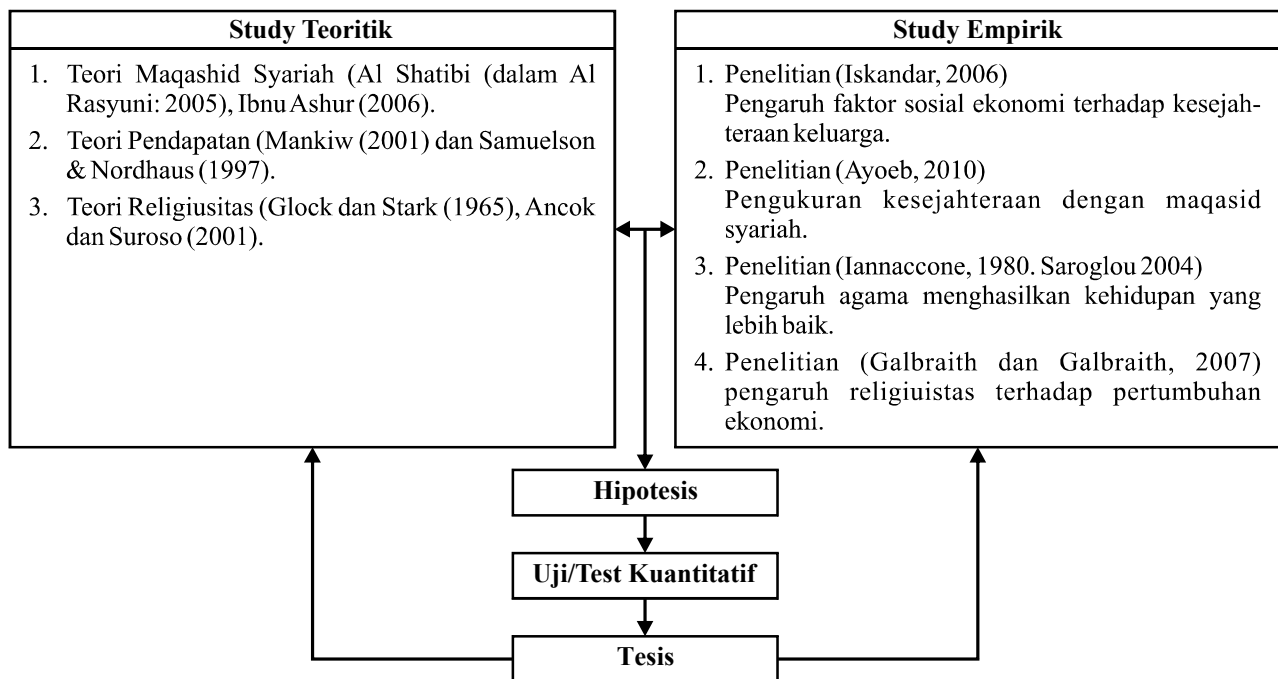 Study Teoritik
1. Teori Maqashid Syariah (Al Shatibi (dalam Al
Rasyuni: 2005), Ibnu Ashur (2006).
2. Teori Pendapatan (Mankiw (2001) dan Samuelson
& Nordhaus (1997).
3. Teori Religiusitas (Glock dan Stark (1965), Ancok
dan Suroso (2001).
Study Empirik
1. Penelitian (Iskandar, 2006)
Pengaruh faktor sosial ekonomi terhadap kesejah-
teraan keluarga.
2. Penelitian (Ayoeb, 2010)
Pengukuran kesejahteraan dengan maqasid
syariah.
3. Penelitian (Iannaccone, 1980. Saroglou 2004)
Pengaruh agama menghasilkan kehidupan yang
lebih baik.
4. Penelitian (Galbraith dan Galbraith, 2007)
pengaruh religiuistas terhadap pertumbuhan
ekonomi.
Hipotesis
Uji/Test Kuantitatif
Tesis